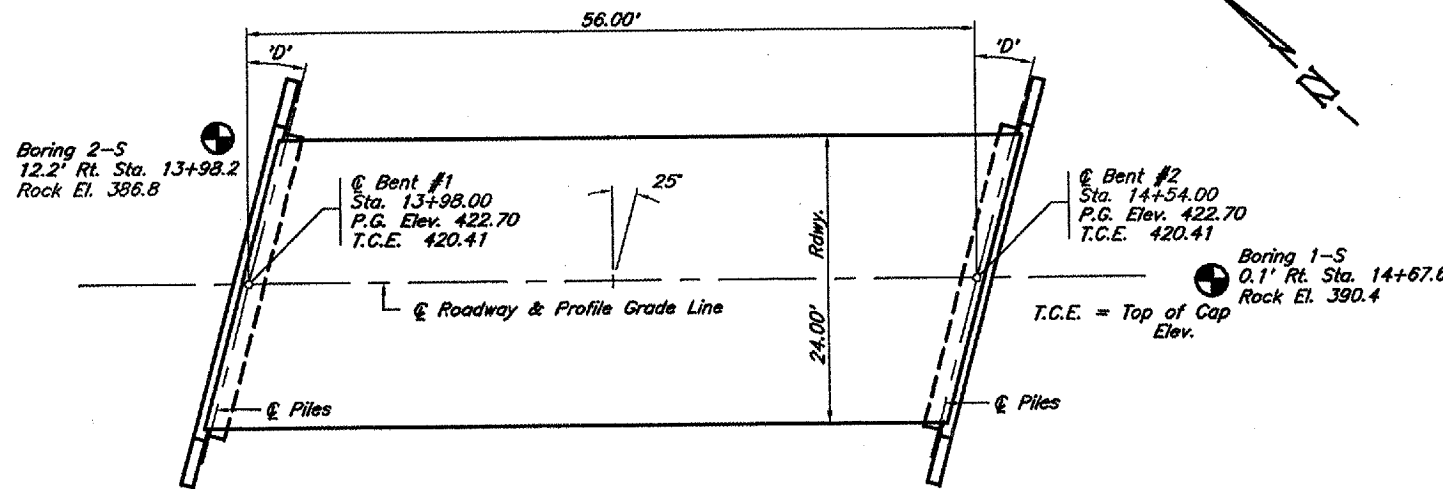 56.00'
'D'
'D'
N
Boring 2-S
12.2' Rt. Sta. 13+98.2
Rock El. 386.8
℄ Bent #1
Sta. 13+98.00
P.G. Elev. 422.70
T.C.E. 420.41
25°
Rdwy.
24.00'
℄ Bent #2
Sta. 14+54.00
P.G. Elev. 422.70
T.C.E. 420.41
Boring 1-S
0.1' Rt. Sta. 14+67.6
Rock El. 390.4
℄ Roadway & Profile Grade Line
T.C.E. = Top of Cap
Elev.
℄ Piles
℄ Piles